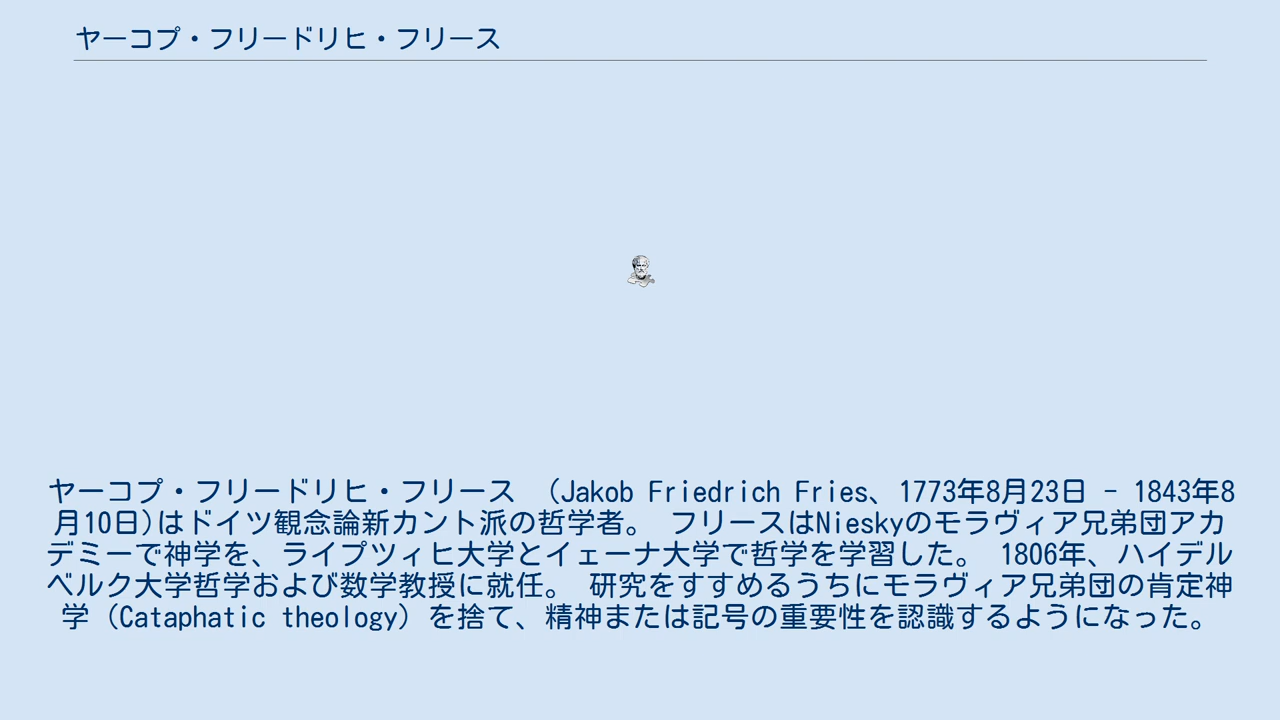 ヤーコプ・フリードリヒ・フリース
ヤーコプ・フリードリヒ・フリース （Jakob Friedrich Fries、1773年8月23日 - 1843年8
月10日)はドイツ観念論新カント派の哲学者。 フリースはNieskyのモラヴィア兄弟団アカ
デミーで神学を、ライプツィヒ大学とイェーナ大学で哲学を学習した。 1806年、ハイデル
ベルク大学哲学および数学教授に就任。 研究をすすめるうちにモラヴィア兄弟団の肯定神
学（Cataphatic theology）を捨て、精神または記号の重要性を認識するようになった。